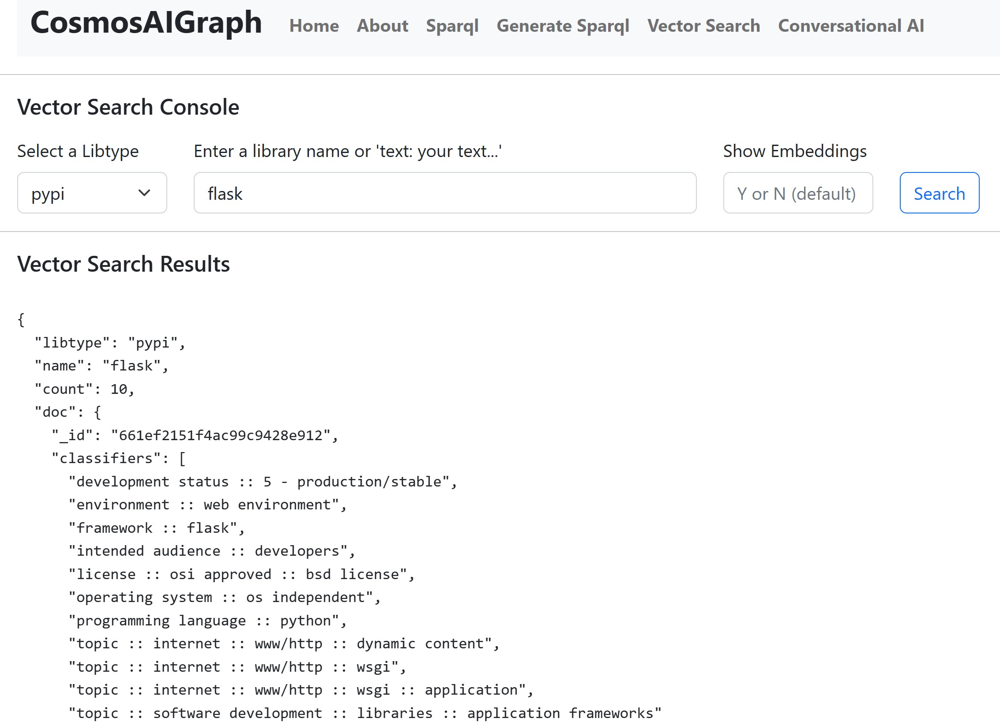 CosmosAIGraph Home About Sparql Generate Sparql Vector Search Conversational AI
Vector Search Console
Select a Libtype Enter a library name or 'text: your text...' Show Embeddings
pypi flask Y or N (default) Search
Vector Search Results
{
  "libtype": "pypi",
  "name": "flask",
  "count": 10,
  "doc": {
    "_id": "661ef2151f4ac99c9428e912",
    "classifiers": [
      "development status :: 5 - production/stable",
      "environment :: web environment",
      "framework :: flask",
      "intended audience :: developers",
      "license :: osi approved :: bsd license",
      "operating system :: os independent",
      "programming language :: python",
      "topic :: internet :: www/http :: dynamic content",
      "topic :: internet :: www/http :: wsgi",
      "topic :: internet :: www/http :: wsgi :: application",
      "topic :: software development :: libraries :: application frameworks"